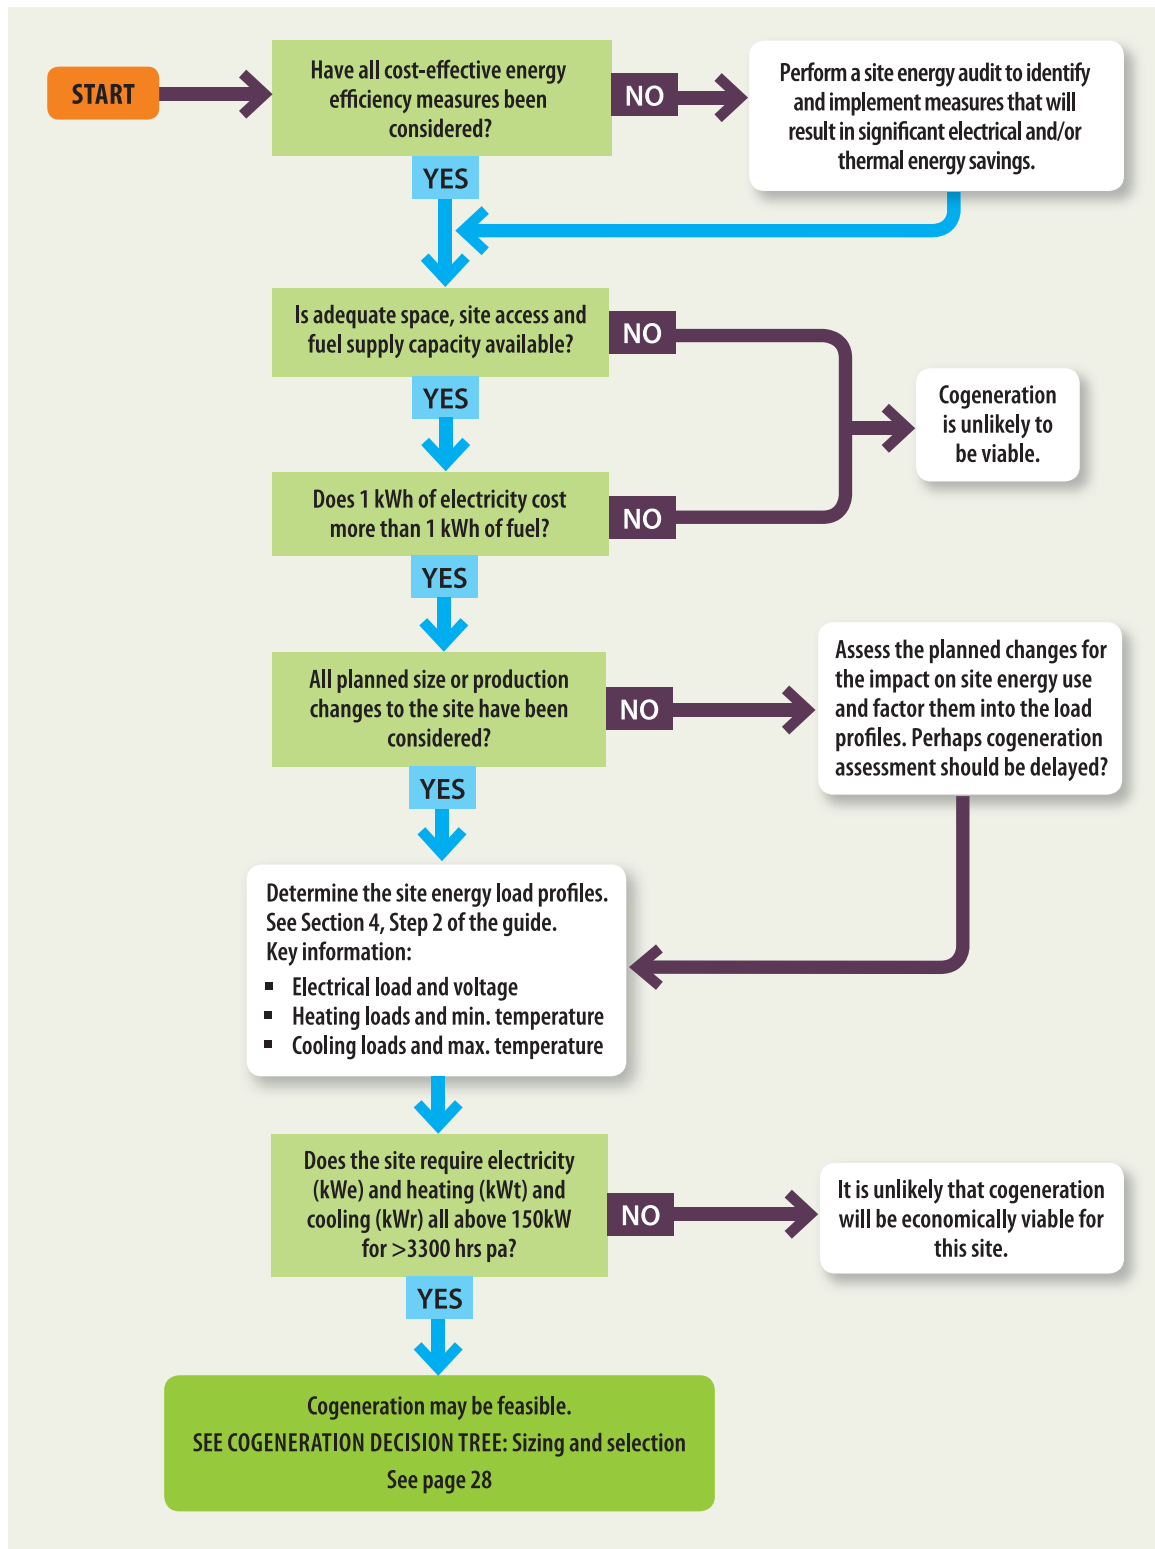 START
Have all cost-effective energy
efficiency measures been
considered?
NO
Perform a site energy audit to identify
and implement measures that will
result in significant electrical and/or
thermal energy savings.
YES
Is adequate space, site access and
fuel supply capacity available?
NO
YES
Cogeneration
is unlikely to
be viable.
Does 1 kWh of electricity cost
more than 1 kWh of fuel?
NO
YES
All planned size or production
changes to the site have been
considered?
NO
Assess the planned changes for
the impact on site energy use
and factor them into the load
profiles. Perhaps cogeneration
assessment should be delayed?
YES
Determine the site energy load profiles.
See Section 4, Step 2 of the guide.
Key information:
▪ Electrical load and voltage
▪ Heating loads and min. temperature
▪ Cooling loads and max. temperature
Does the site require electricity
(kWe) and heating (kWt) and
cooling (kWr) all above 150kW
for >3300 hrs pa?
NO
It is unlikely that cogeneration
will be economically viable for
this site.
YES
Cogeneration may be feasible.
SEE COGENERATION DECISION TREE: Sizing and selection
See page 28